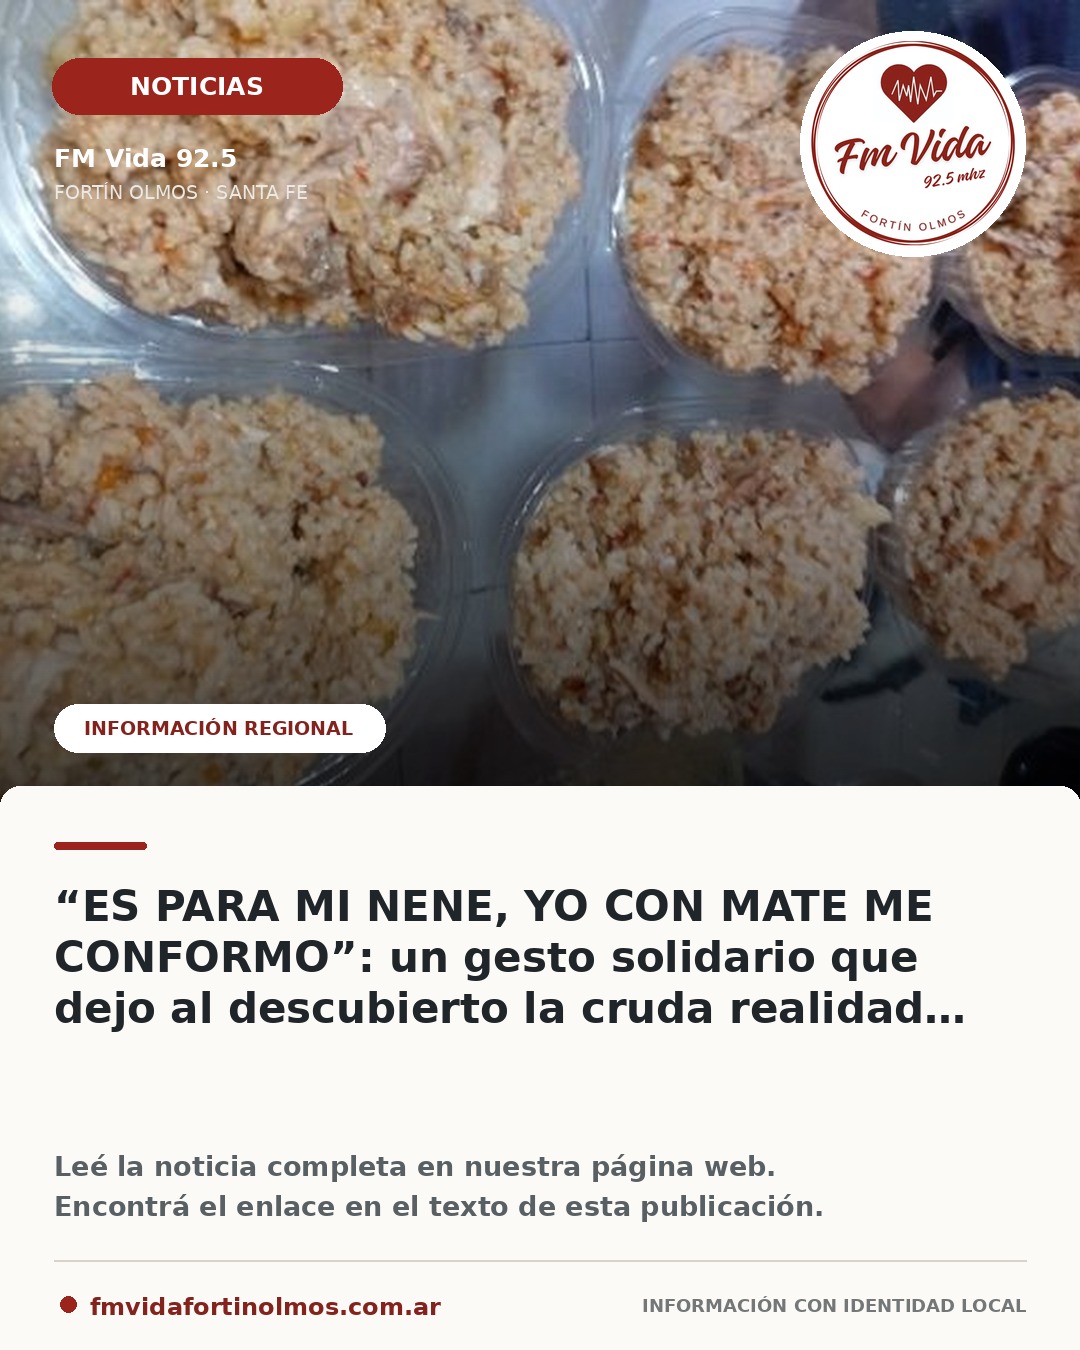 NOTICIAS
FM Vida 92.5
FORTÍN OLMOS · SANTA FE
Fm Vida
92.5 mhz
FORTÍN OLMOS
INFORMACIÓN REGIONAL
“ES PARA MI NENE, YO CON MATE ME
CONFORMO”: un gesto solidario que
dejo al descubierto la cruda realidad...
Leé la noticia completa en nuestra página web.
Encontrá el enlace en el texto de esta publicación.
fmvidafortinolmos.com.ar
INFORMACIÓN CON IDENTIDAD LOCAL